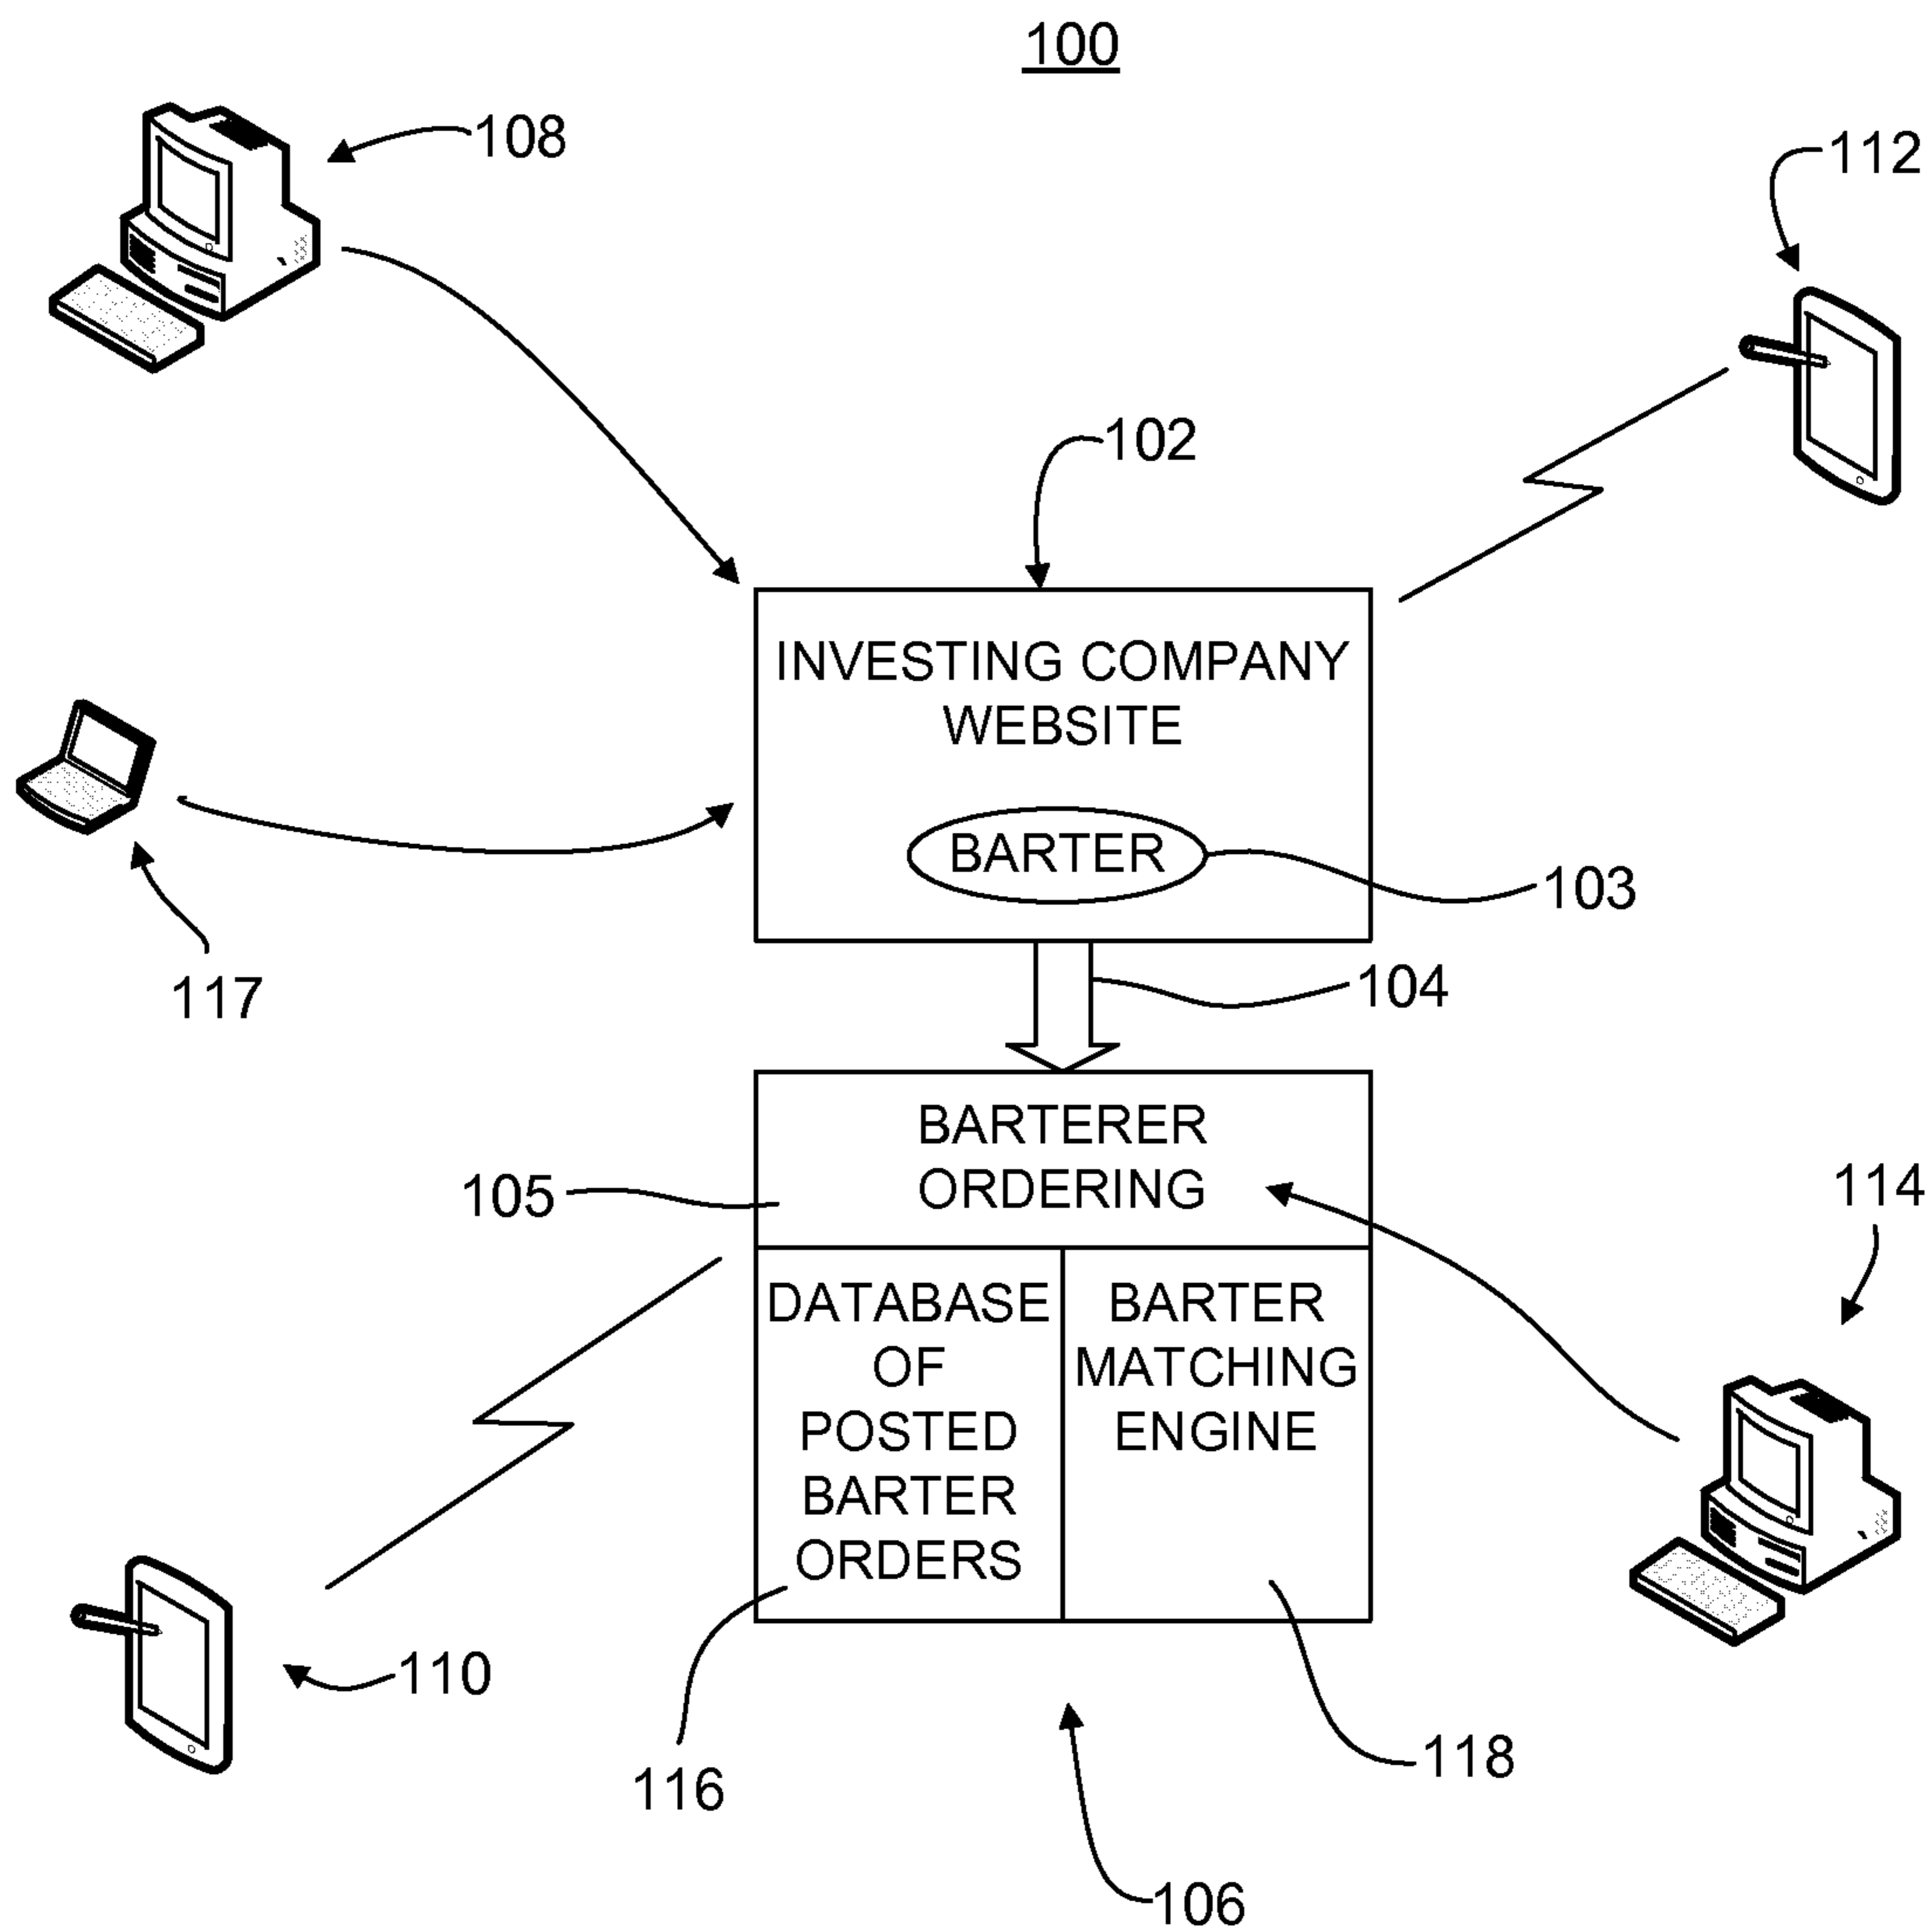 100
108
112
102
INVESTING COMPANY
WEBSITE
BARTER
103
117
104
BARTERER
ORDERING
105
114
DATABASE
OF
POSTED
BARTER
ORDERS
BARTER
MATCHING
ENGINE
110
116
118
106